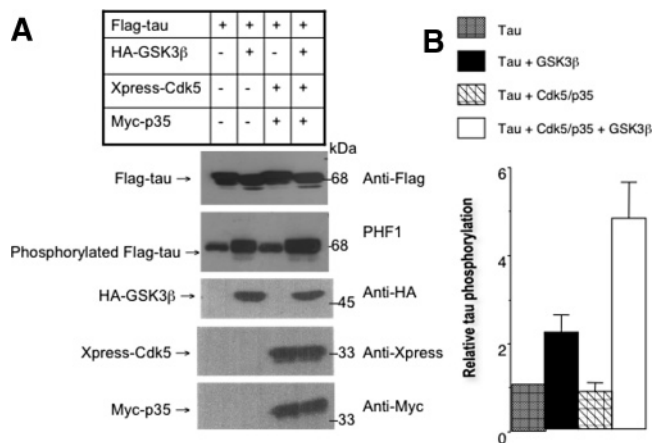 A
Flag-tau + + + +
HA-GSK3β - + - +
Xpress-Cdk5 - - + +
Myc-p35 - - + +
kDa
Flag-tau → -68 Anti-Flag
PHF1
Phosphorylated Flag-tau → -68
HA-GSK3β → -45 Anti-HA
Xpress-Cdk5 → -33 Anti-Xpress
Myc-p35 → -33 Anti-Myc
B
Tau
Tau + GSK3β
Tau + Cdk5/p35
Tau + Cdk5/p35 + GSK3β
Relative tau phosphorylation
6
4
2
0